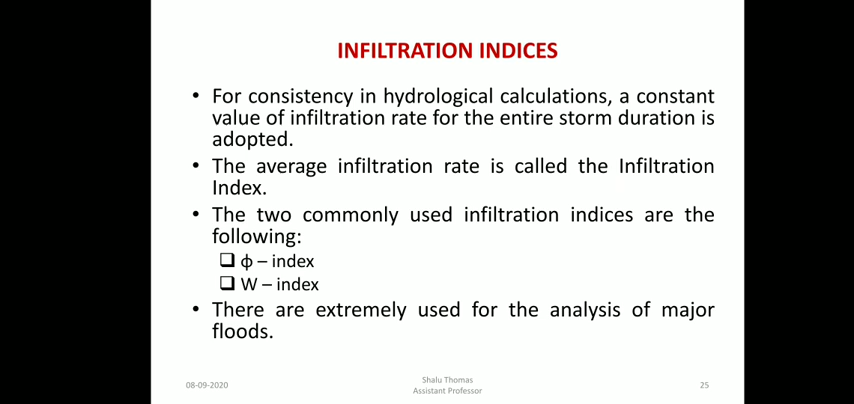 INFILTRATION INDICES
• For consistency in hydrological calculations, a constant
value of infiltration rate for the entire storm duration is
adopted.
• The average infiltration rate is called the Infiltration
Index.
• The two commonly used infiltration indices are the
following:
❑ ϕ – index
❑ W – index
• There are extremely used for the analysis of major
floods.
08-09-2020
Shalu Thomas
Assistant Professor
25